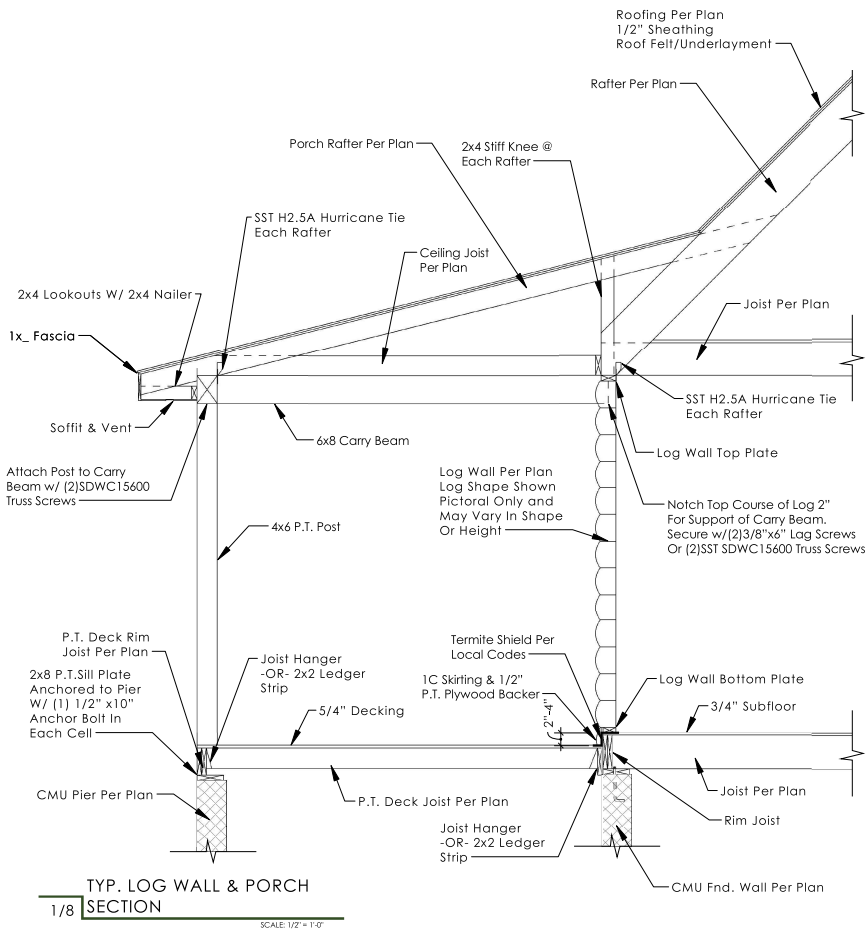 Roofing Per Plan
1/2" Sheathing
Roof Felt/Underlayment
Rafter Per Plan
Porch Rafter Per Plan
2x4 Stiff Knee @
Each Rafter
SST H2.5A Hurricane Tie
Each Rafter
Ceiling Joist
Per Plan
2x4 Lookouts W/ 2x4 Nailer
Joist Per Plan
1x_ Fascia
SST H2.5A Hurricane Tie
Each Rafter
Soffit & Vent
6x8 Carry Beam
Log Wall Top Plate
Attach Post to Carry
Beam w/ (2)SDWC15600
Truss Screws
Log Wall Per Plan
Log Shape Shown
Pictoral Only and
May Vary In Shape
Or Height
Notch Top Course of Log 2"
For Support of Carry Beam.
Secure w/(2)3/8"x6" Lag Screws
Or (2)SST SDWC15600 Truss Screws
4x6 P.T. Post
P.T. Deck Rim
Joist Per Plan
Termite Shield Per
Local Codes
Joist Hanger
-OR- 2x2 Ledger
Strip
2x8 P.T.Sill Plate
Anchored to Pier
W/ (1) 1/2" x10"
Anchor Bolt In
Each Cell
1C Skirting & 1/2"
P.T. Plywood Backer
Log Wall Bottom Plate
5/4" Decking
2"-4"
3/4" Subfloor
CMU Pier Per Plan
P.T. Deck Joist Per Plan
Joist Per Plan
Rim Joist
Joist Hanger
-OR- 2x2 Ledger
Strip
CMU Fnd. Wall Per Plan
TYP. LOG WALL & PORCH
1/8 SECTION
SCALE: 1/2" = 1'-0"